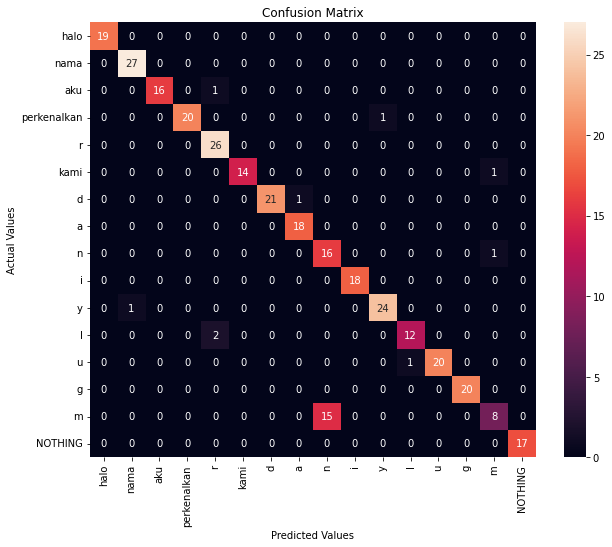 Confusion Matrix
halo 19 0 0 0 0 0 0 0 0 0 0 0 0 0 0 0
nama 0 27 0 0 0 0 0 0 0 0 0 0 0 0 0 0
aku 0 0 16 0 1 0 0 0 0 0 0 0 0 0 0 0
perkenalkan 0 0 0 20 0 0 0 0 0 0 1 0 0 0 0 0
r 0 0 0 0 26 0 0 0 0 0 0 0 0 0 0 0
kami 0 0 0 0 0 14 0 0 0 0 0 0 0 0 1 0
d 0 0 0 0 0 0 21 1 0 0 0 0 0 0 0 0
a 0 0 0 0 0 0 0 18 0 0 0 0 0 0 0 0
n 0 0 0 0 0 0 0 0 16 0 0 0 0 0 1 0
i 0 0 0 0 0 0 0 0 0 18 0 0 0 0 0 0
y 0 1 0 0 0 0 0 0 0 0 24 0 0 0 0 0
l 0 0 0 0 2 0 0 0 0 0 0 12 0 0 0 0
u 0 0 0 0 0 0 0 0 0 0 0 1 20 0 0 0
g 0 0 0 0 0 0 0 0 0 0 0 0 0 20 0 0
m 0 0 0 0 0 0 0 0 15 0 0 0 0 0 8 0
NOTHING 0 0 0 0 0 0 0 0 0 0 0 0 0 0 0 17
halo nama aku perkenalkan r kami d a n i y l u g m NOTHING
Predicted Values
Actual Values
25
20
15
10
5
0